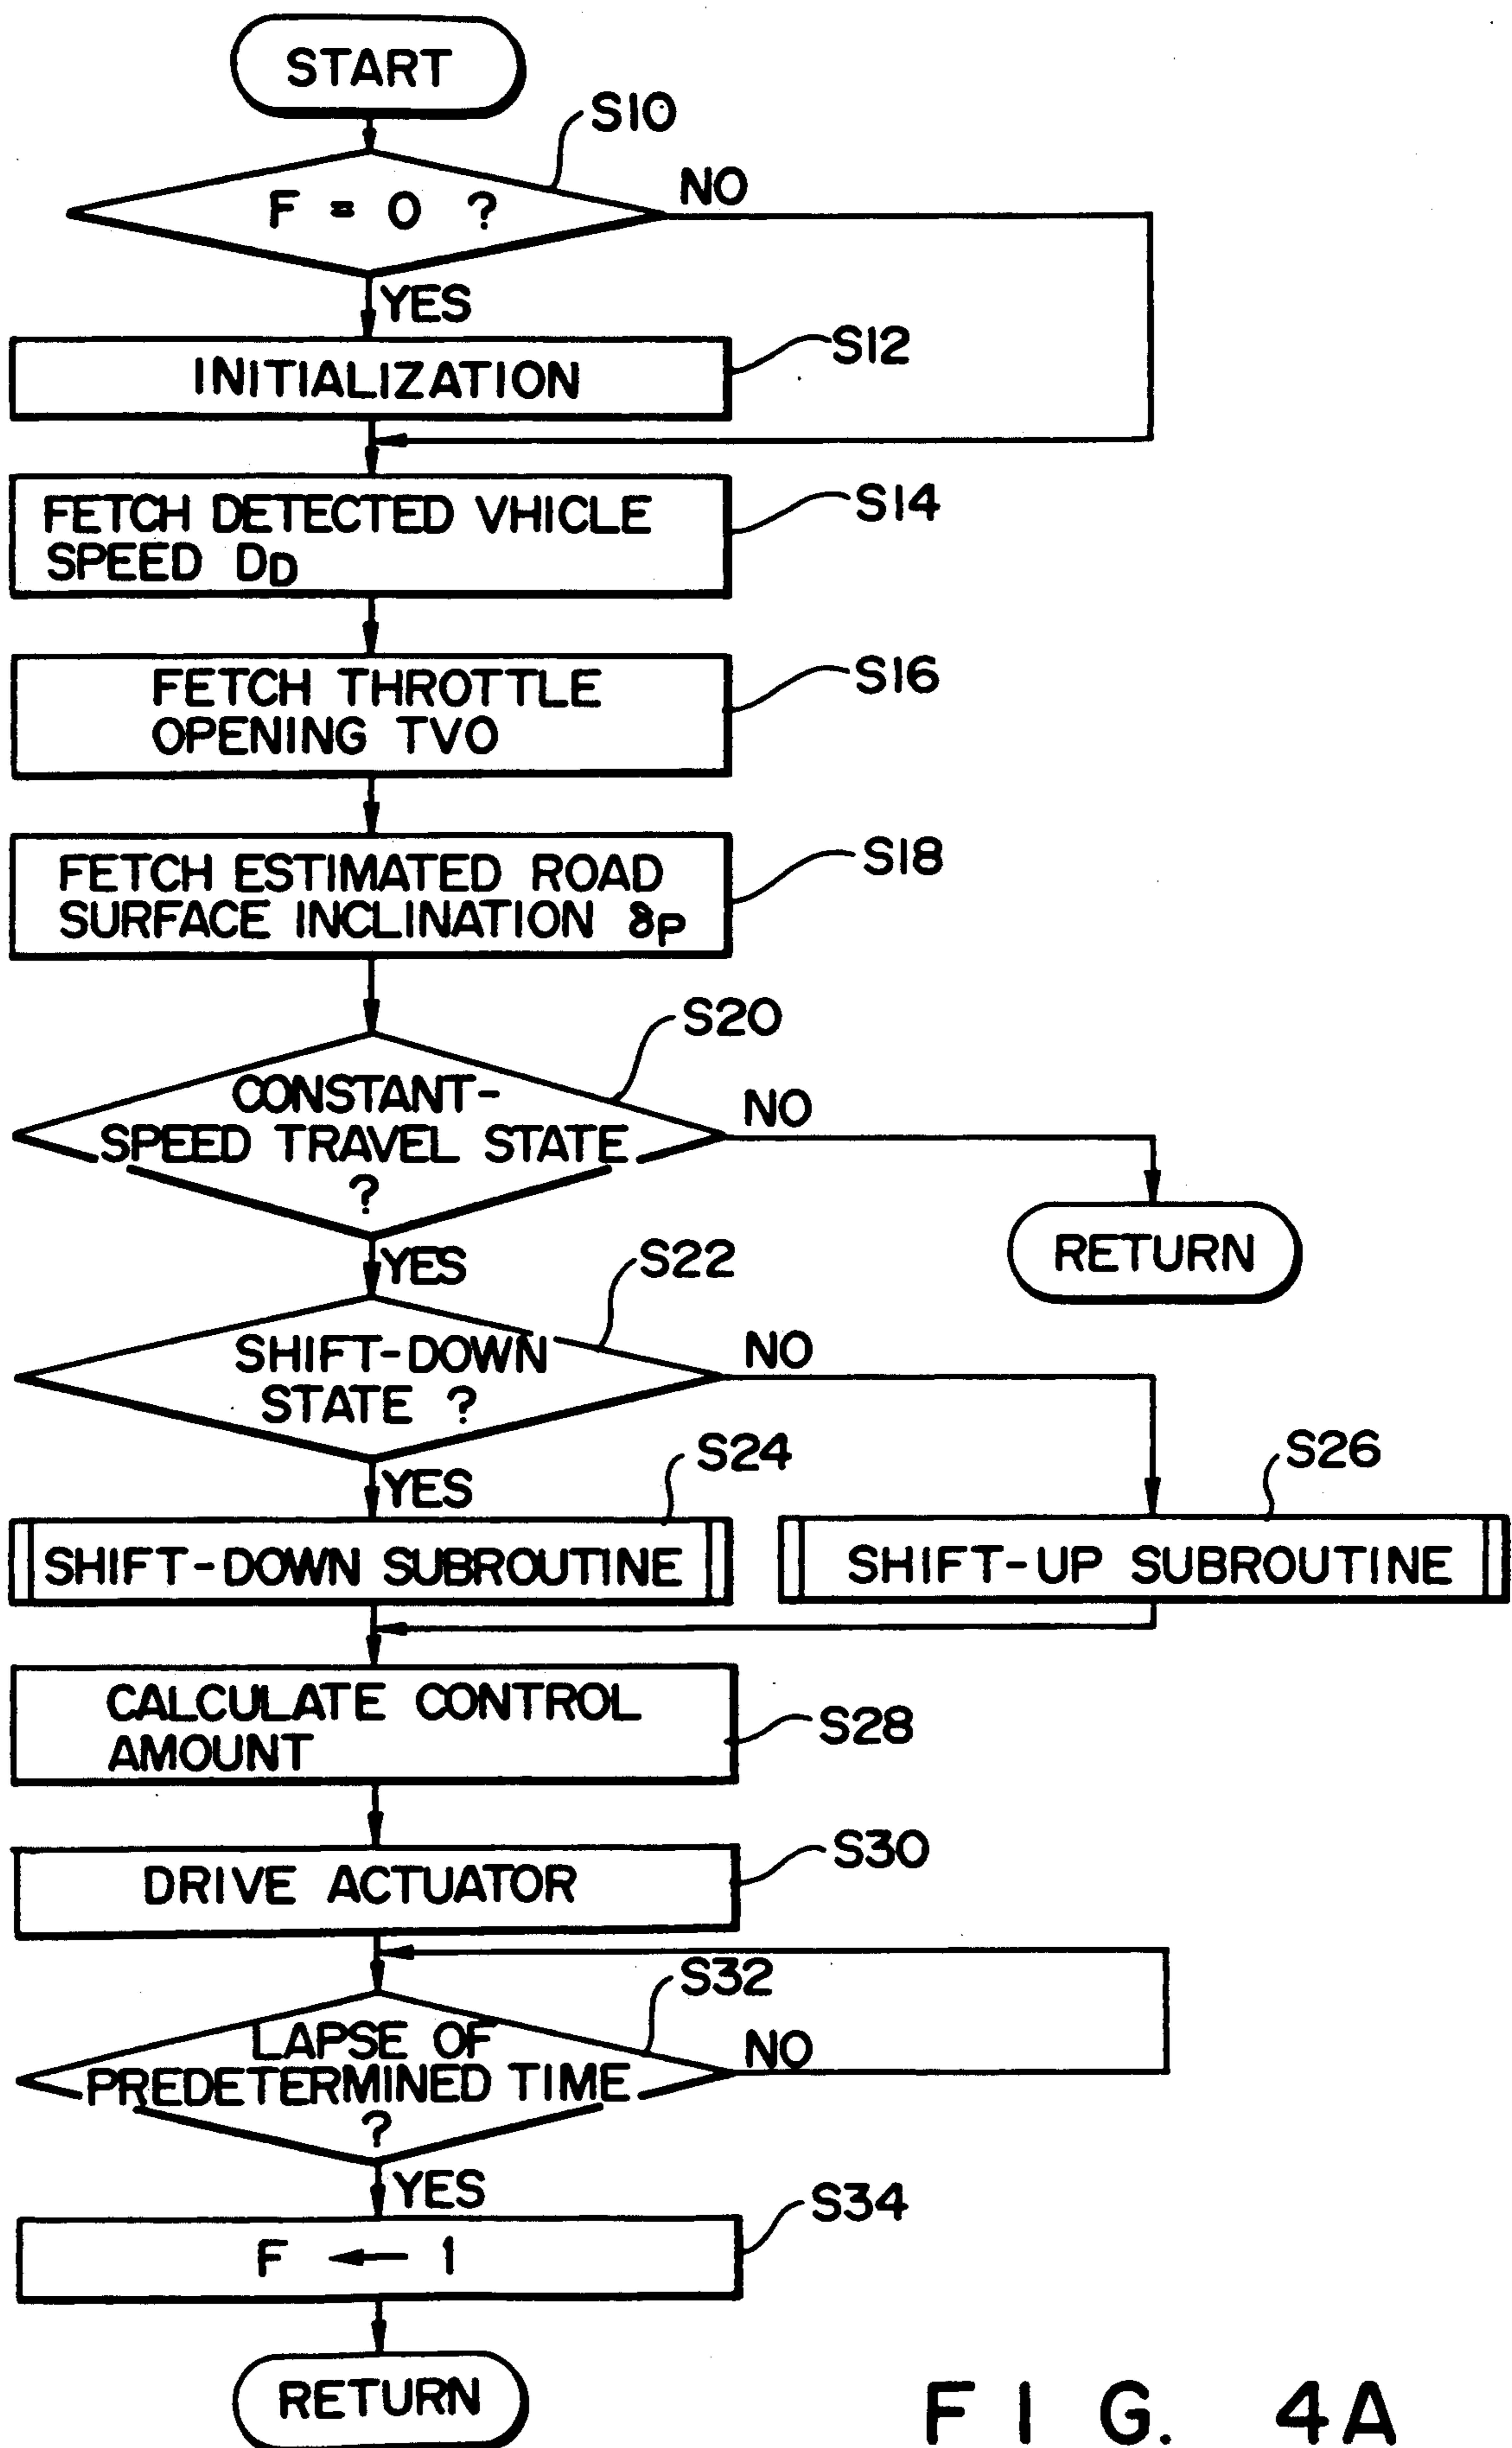 START
S10
F = 0 ?
NO
YES
INITIALIZATION
S12
FETCH DETECTED VHICLE
SPEED DD
S14
FETCH THROTTLE
OPENING TVO
S16
FETCH ESTIMATED ROAD
SURFACE INCLINATION δP
S18
S20
CONSTANT-
SPEED TRAVEL STATE
?
NO
RETURN
YES
S22
SHIFT-DOWN
STATE ?
NO
YES
S24
SHIFT-DOWN SUBROUTINE
S26
SHIFT-UP SUBROUTINE
CALCULATE CONTROL
AMOUNT
S28
DRIVE ACTUATOR
S30
S32
LAPSE OF
PREDETERMINED TIME
?
NO
YES
S34
F ← 1
RETURN
FIG. 4A